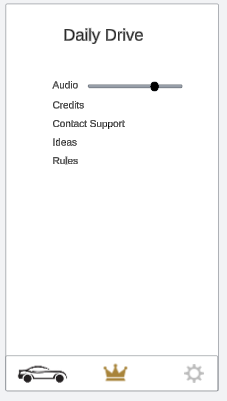 Daily Drive
Audio
Credits
Contact Support
Ideas
Rules